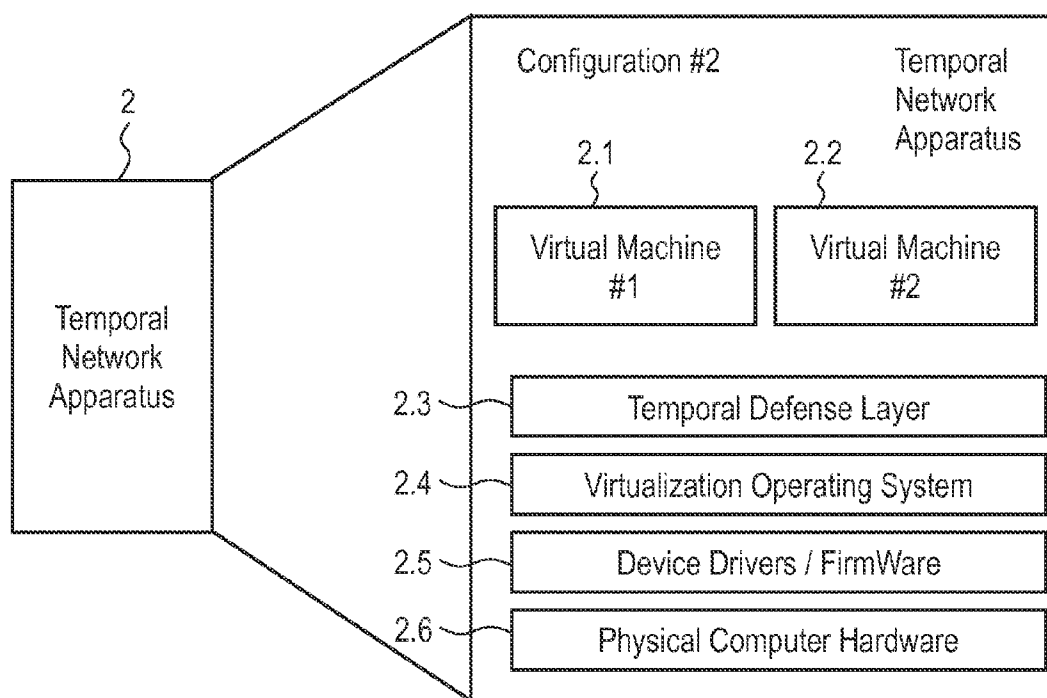 2
Temporal
Network
Apparatus
Configuration #2
Temporal
Network
Apparatus
2.1
2.2
Virtual Machine
#1
Virtual Machine
#2
2.3
Temporal Defense Layer
2.4
Virtualization Operating System
2.5
Device Drivers / FirmWare
2.6
Physical Computer Hardware